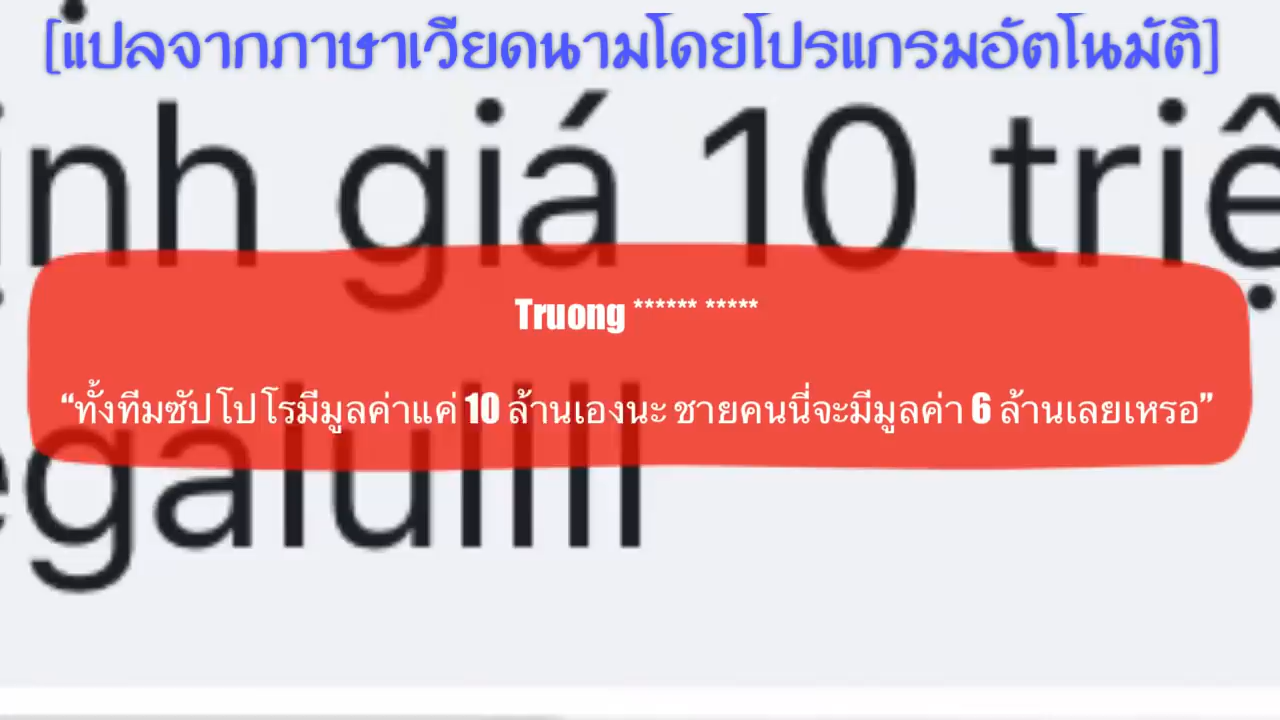 [แปลจากภาษาเวียดนามโดยโปรแกรมอัตโนมัติ]
ịnh giá 10 triệ
Truong ****** *****
“ทั้งทีมซัปโปโรมีมูลค่าแค่ 10 ล้านเองนะ ชายคนนี่จะมีมูลค่า 6 ล้านเลยเหรอ”